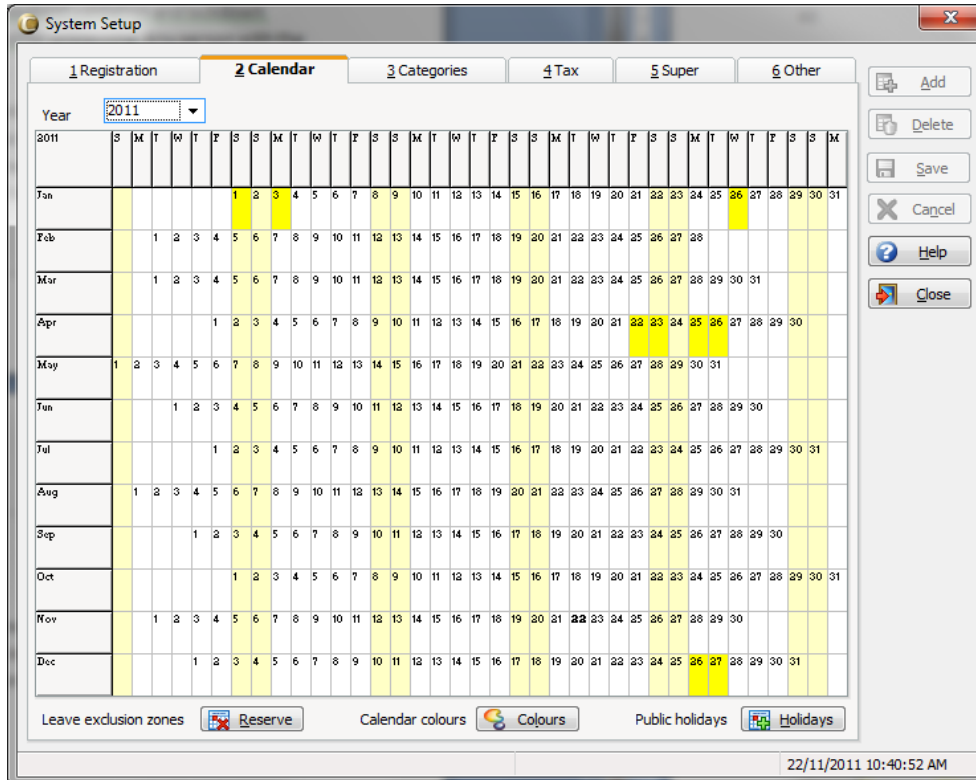 System Setup
1 Registration 2 Calendar 3 Categories 4 Tax 5 Super 6 Other
Add
Delete
Save
Cancel
Help
Close
Year 2011
2011 S M T W T F S S M T W T F S S M T W T F S S M T W T F S S M T W T F S S M
Jan 1 2 3 4 5 6 7 8 9 10 11 12 13 14 15 16 17 18 19 20 21 22 23 24 25 26 27 28 29 30 31
Feb 1 2 3 4 5 6 7 8 9 10 11 12 13 14 15 16 17 18 19 20 21 22 23 24 25 26 27 28
Mar 1 2 3 4 5 6 7 8 9 10 11 12 13 14 15 16 17 18 19 20 21 22 23 24 25 26 27 28 29 30 31
Apr 1 2 3 4 5 6 7 8 9 10 11 12 13 14 15 16 17 18 19 20 21 22 23 24 25 26 27 28 29 30
May 1 2 3 4 5 6 7 8 9 10 11 12 13 14 15 16 17 18 19 20 21 22 23 24 25 26 27 28 29 30 31
Jun 1 2 3 4 5 6 7 8 9 10 11 12 13 14 15 16 17 18 19 20 21 22 23 24 25 26 27 28 29 30
Jul 1 2 3 4 5 6 7 8 9 10 11 12 13 14 15 16 17 18 19 20 21 22 23 24 25 26 27 28 29 30 31
Aug 1 2 3 4 5 6 7 8 9 10 11 12 13 14 15 16 17 18 19 20 21 22 23 24 25 26 27 28 29 30 31
Sep 1 2 3 4 5 6 7 8 9 10 11 12 13 14 15 16 17 18 19 20 21 22 23 24 25 26 27 28 29 30
Oct 1 2 3 4 5 6 7 8 9 10 11 12 13 14 15 16 17 18 19 20 21 22 23 24 25 26 27 28 29 30 31
Nov 1 2 3 4 5 6 7 8 9 10 11 12 13 14 15 16 17 18 19 20 21 22 23 24 25 26 27 28 29 30
Dec 1 2 3 4 5 6 7 8 9 10 11 12 13 14 15 16 17 18 19 20 21 22 23 24 25 26 27 28 29 30 31
Leave exclusion zones Reserve Calendar colours Colours Public holidays Holidays
22/11/2011 10:40:52 AM